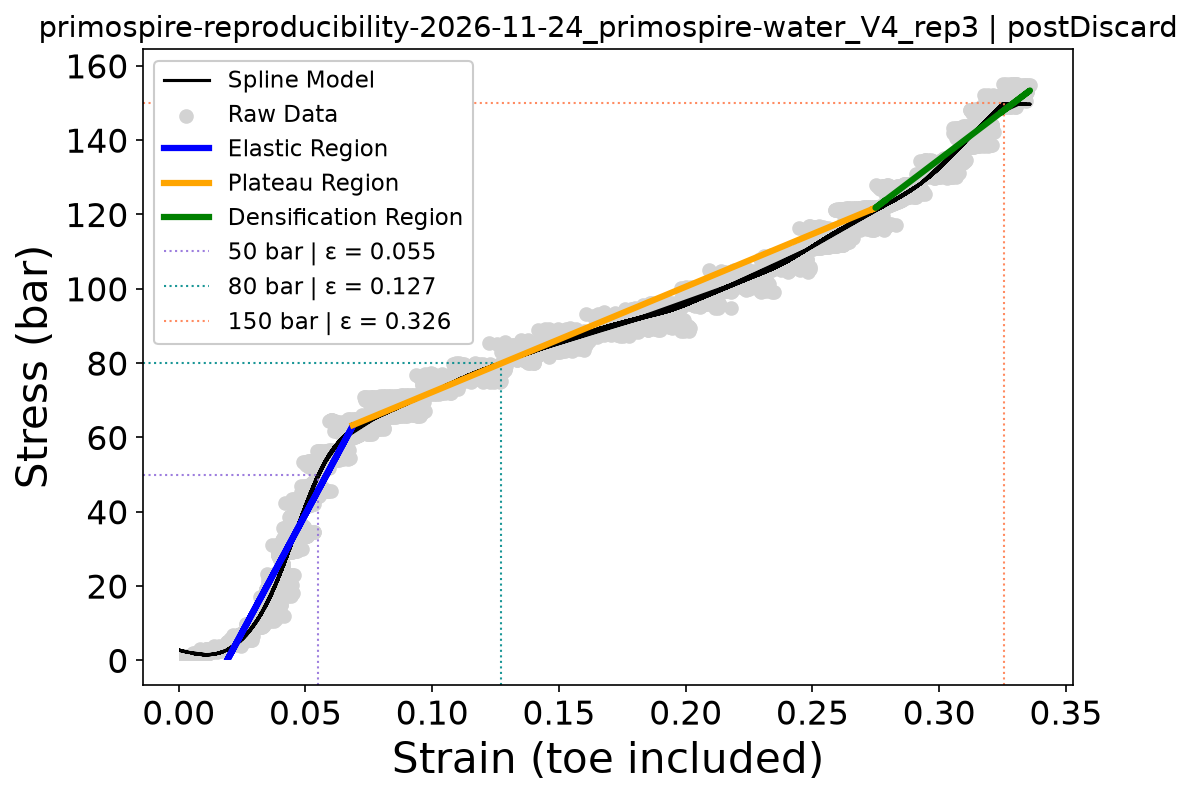 primospire-reproducibility-2026-11-24_primospire-water_V4_rep3 | postDiscard
Spline Model
Raw Data
Elastic Region
Plateau Region
Densification Region
50 bar | ε = 0.055
80 bar | ε = 0.127
150 bar | ε = 0.326
160
140
120
100
80
60
40
20
0
Stress (bar)
0.00 0.05 0.10 0.15 0.20 0.25 0.30 0.35
Strain (toe included)